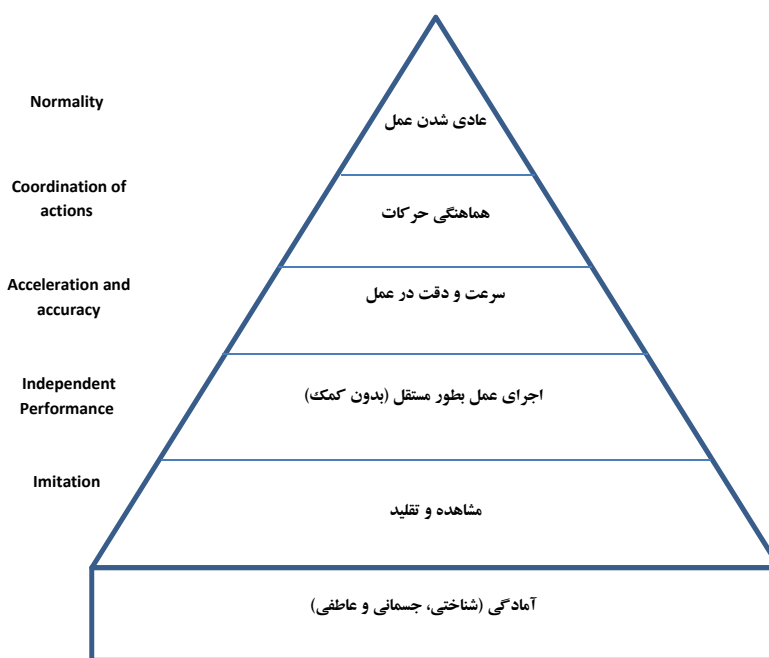 Normality
عادی شدن عمل
Coordination of
actions
هماهنگی حرکات
Acceleration and
accuracy
سرعت و دقت در عمل
Independent
Performance
اجرای عمل بطور مستقل (بدون کمک)
Imitation
مشاهده و تقلید
آمادگی (شناختی، جسمانی و عاطفی)